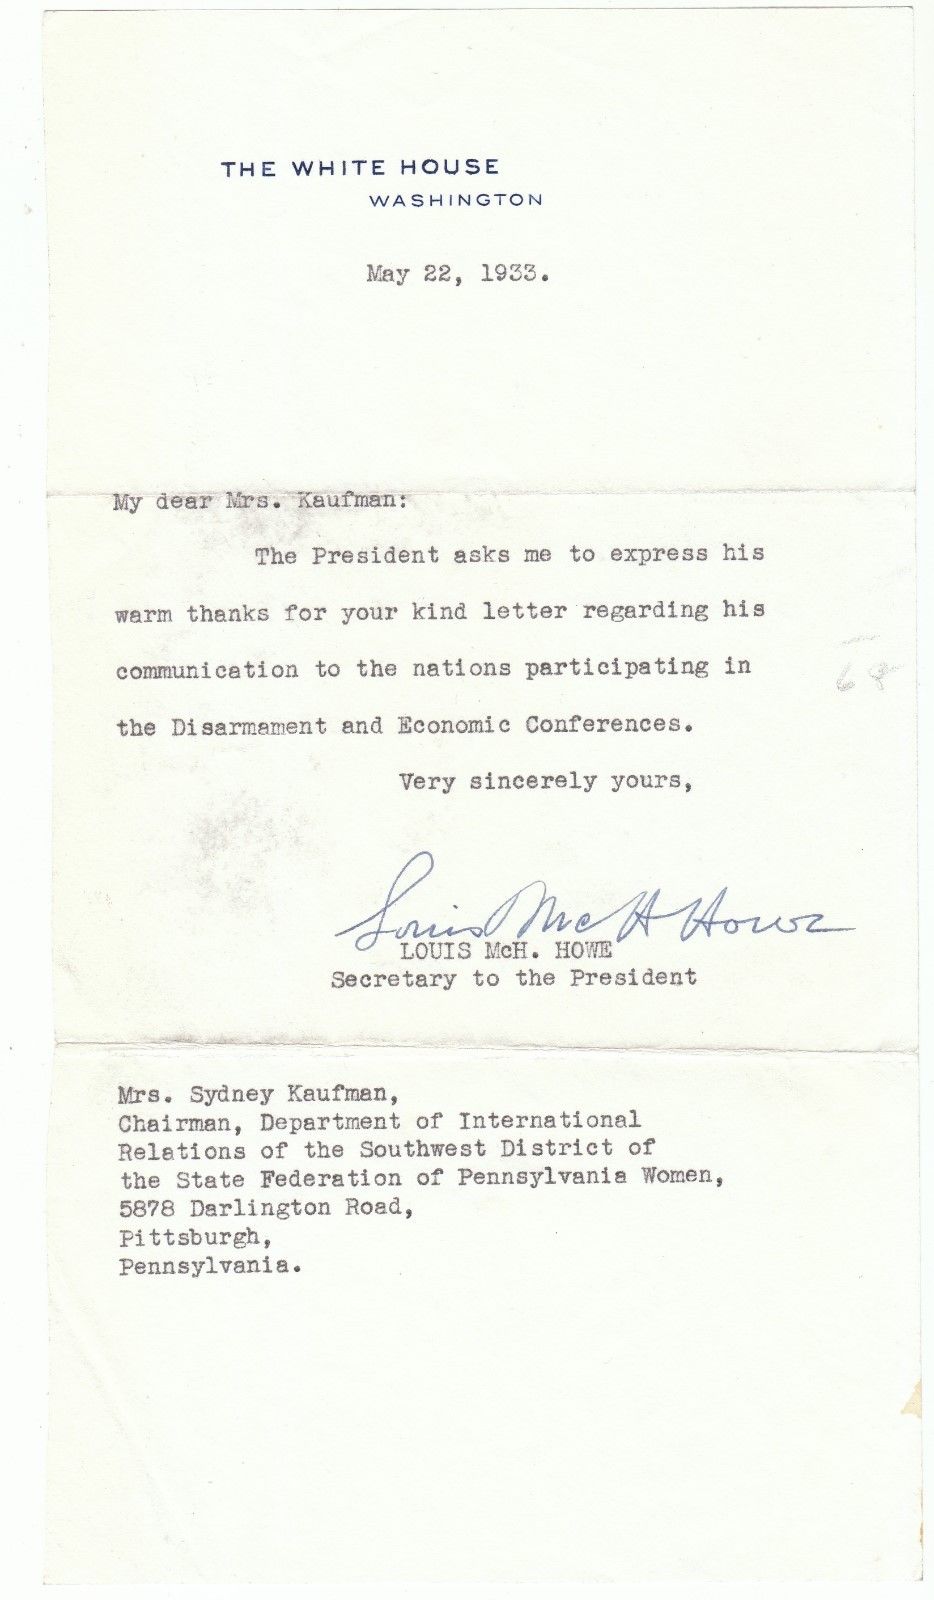 THE WHITE HOUSE
WASHINGTON
May 22, 1933.
My dear Mrs. Kaufman:
The President asks me to express his
warm thanks for your kind letter regarding his
communication to the nations participating in
the Disarmament and Economic Conferences.
Very sincerely yours,
Louis McH Howe
LOUIS McH. HOWE
Secretary to the President
Mrs. Sydney Kaufman,
Chairman, Department of International
Relations of the Southwest District of
the State Federation of Pennsylvania Women,
5878 Darlington Road,
Pittsburgh,
Pennsylvania.